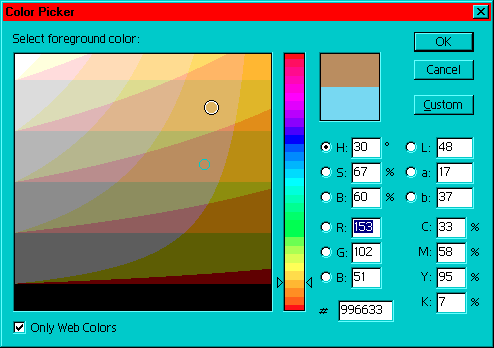 Color Picker
Select foreground color:
OK
Cancel
Custom
H: 30 °
S: 67 %
B: 60 %
R: 153
G: 102
B: 51
# 996633
L: 48
a: 17
b: 37
C: 33 %
M: 58 %
Y: 95 %
K: 7 %
Only Web Colors